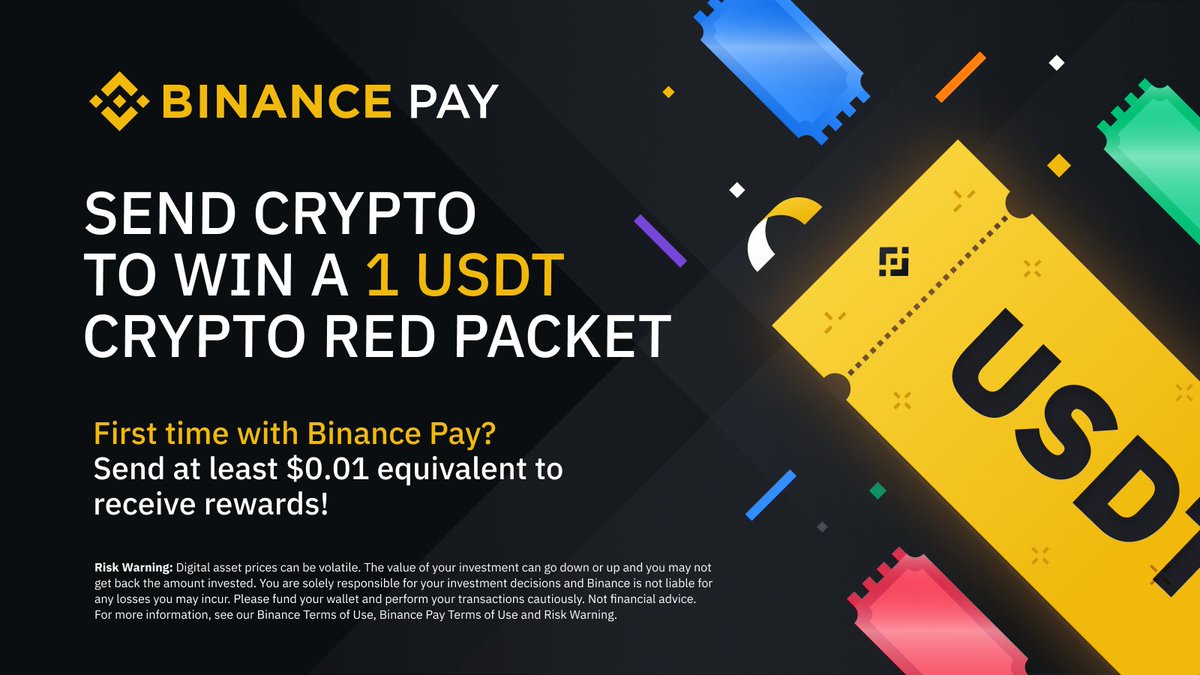 BINANCE PAY
SEND CRYPTO
TO WIN A 1 USDT
CRYPTO RED PACKET
First time with Binance Pay?
Send at least $0.01 equivalent to
receive rewards!
Risk Warning: Digital asset prices can be volatile. The value of your investment can go down or up and you may not
get back the amount invested. You are solely responsible for your investment decisions and Binance is not liable for
any losses you may incur. Please fund your wallet and perform your transactions cautiously. Not financial advice.
For more information, see our Binance Terms of Use, Binance Pay Terms of Use and Risk Warning.
USDT